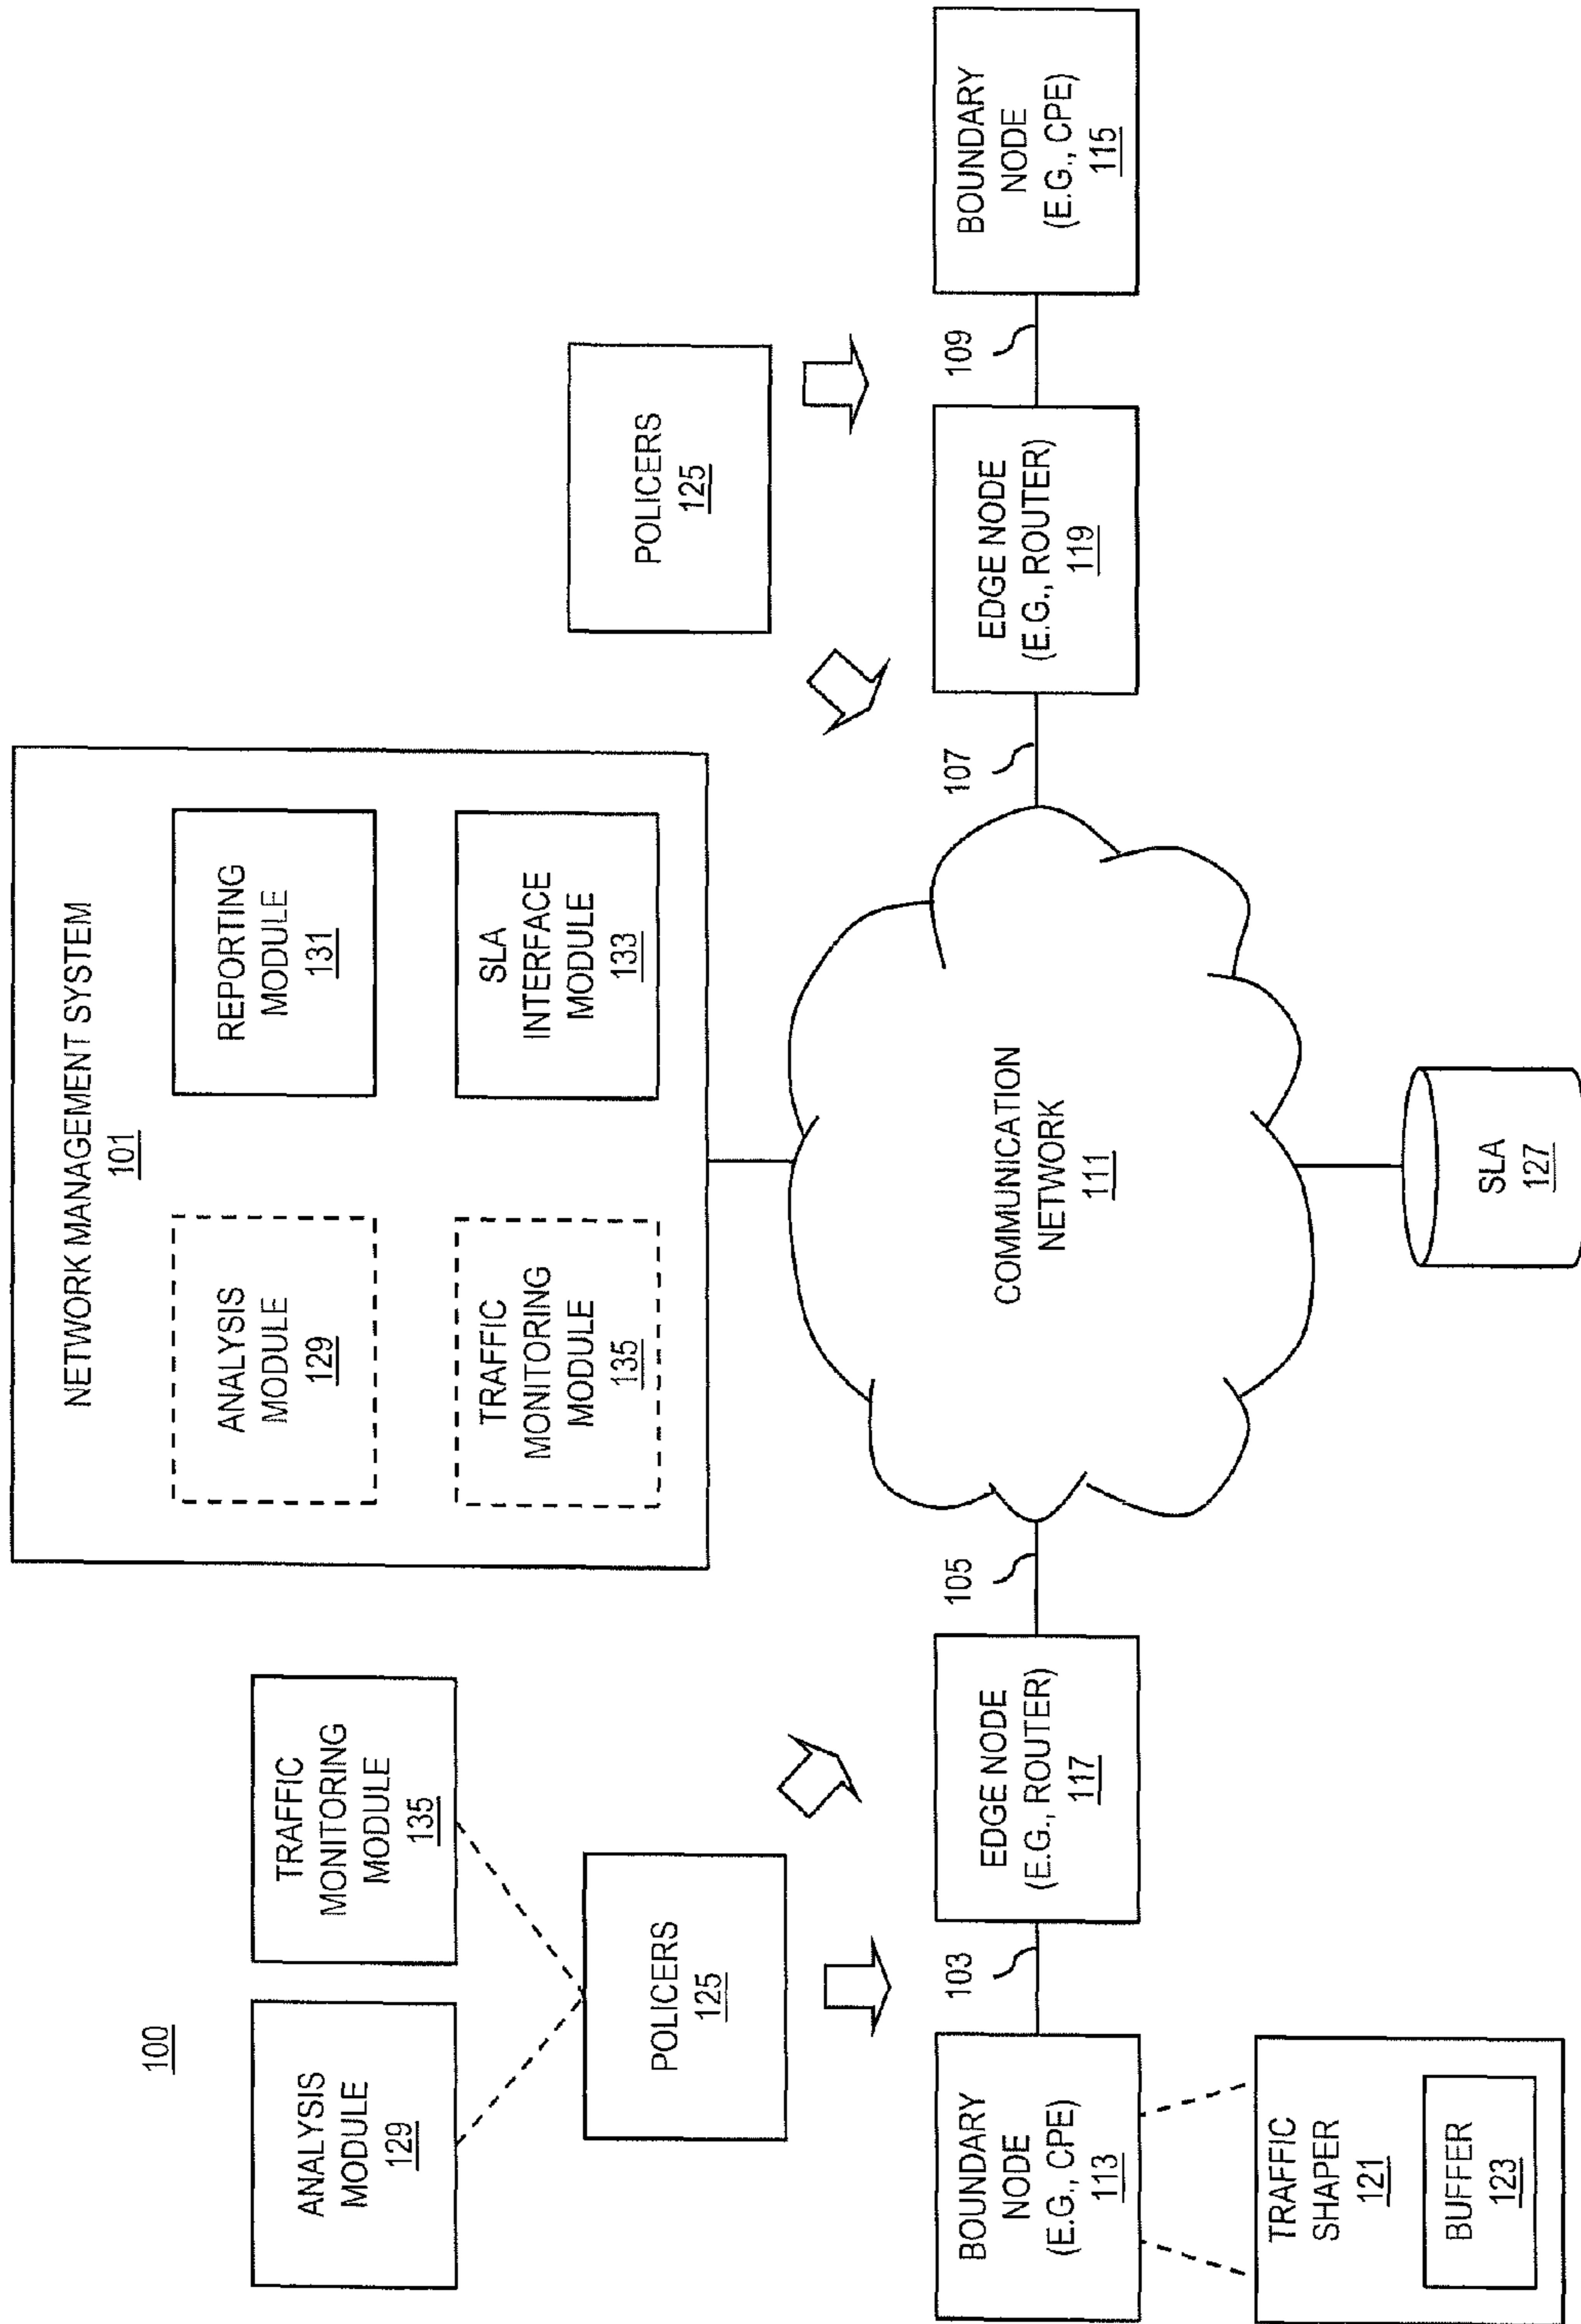 100
NETWORK MANAGEMENT SYSTEM
101
ANALYSIS
MODULE
129
REPORTING
MODULE
131
TRAFFIC
MONITORING
MODULE
135
SLA
INTERFACE
MODULE
133
ANALYSIS
MODULE
129
TRAFFIC
MONITORING
MODULE
135
POLICERS
125
POLICERS
125
BOUNDARY
NODE
(E.G., CPE)
113
103
EDGE NODE
(E.G., ROUTER)
117
105
COMMUNICATION
NETWORK
111
107
EDGE NODE
(E.G., ROUTER)
119
109
BOUNDARY
NODE
(E.G., CPE)
115
TRAFFIC
SHAPER
121
BUFFER
123
SLA
127